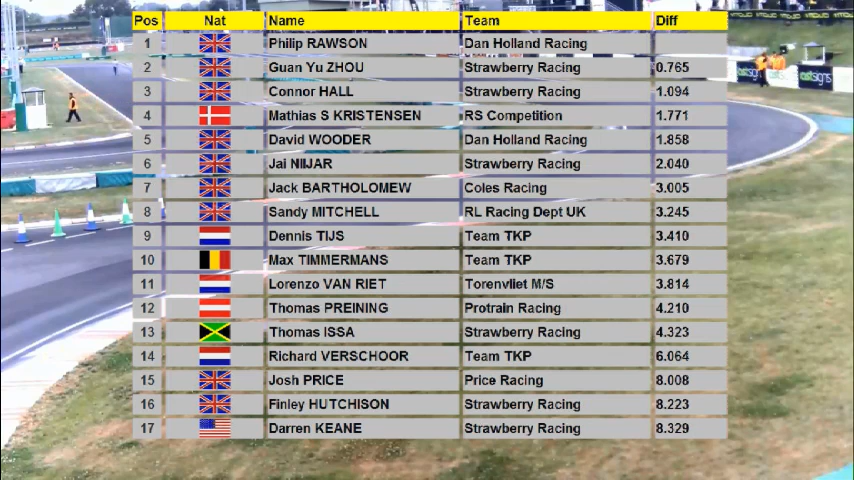 Pos Nat Name Team Diff
1 Philip RAWSON Dan Holland Racing
2 Guan Yu ZHOU Strawberry Racing 0.765
3 Connor HALL Strawberry Racing 1.094
4 Mathias S KRISTENSEN RS Competition 1.771
5 David WOODER Dan Holland Racing 1.858
6 Jai NIIJAR Strawberry Racing 2.040
7 Jack BARTHOLOMEW Coles Racing 3.005
8 Sandy MITCHELL RL Racing Dept UK 3.245
9 Dennis TIJS Team TKP 3.410
10 Max TIMMERMANS Team TKP 3.679
11 Lorenzo VAN RIET Torenvliet M/S 3.814
12 Thomas PREINING Protrain Racing 4.210
13 Thomas ISSA Strawberry Racing 4.323
14 Richard VERSCHOOR Team TKP 6.064
15 Josh PRICE Price Racing 8.008
16 Finley HUTCHISON Strawberry Racing 8.223
17 Darren KEANE Strawberry Racing 8.329